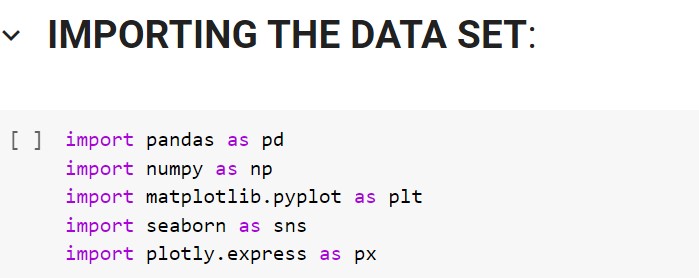 IMPORTING THE DATA SET:
[ ] import pandas as pd
import numpy as np
import matplotlib.pyplot as plt
import seaborn as sns
import plotly.express as px